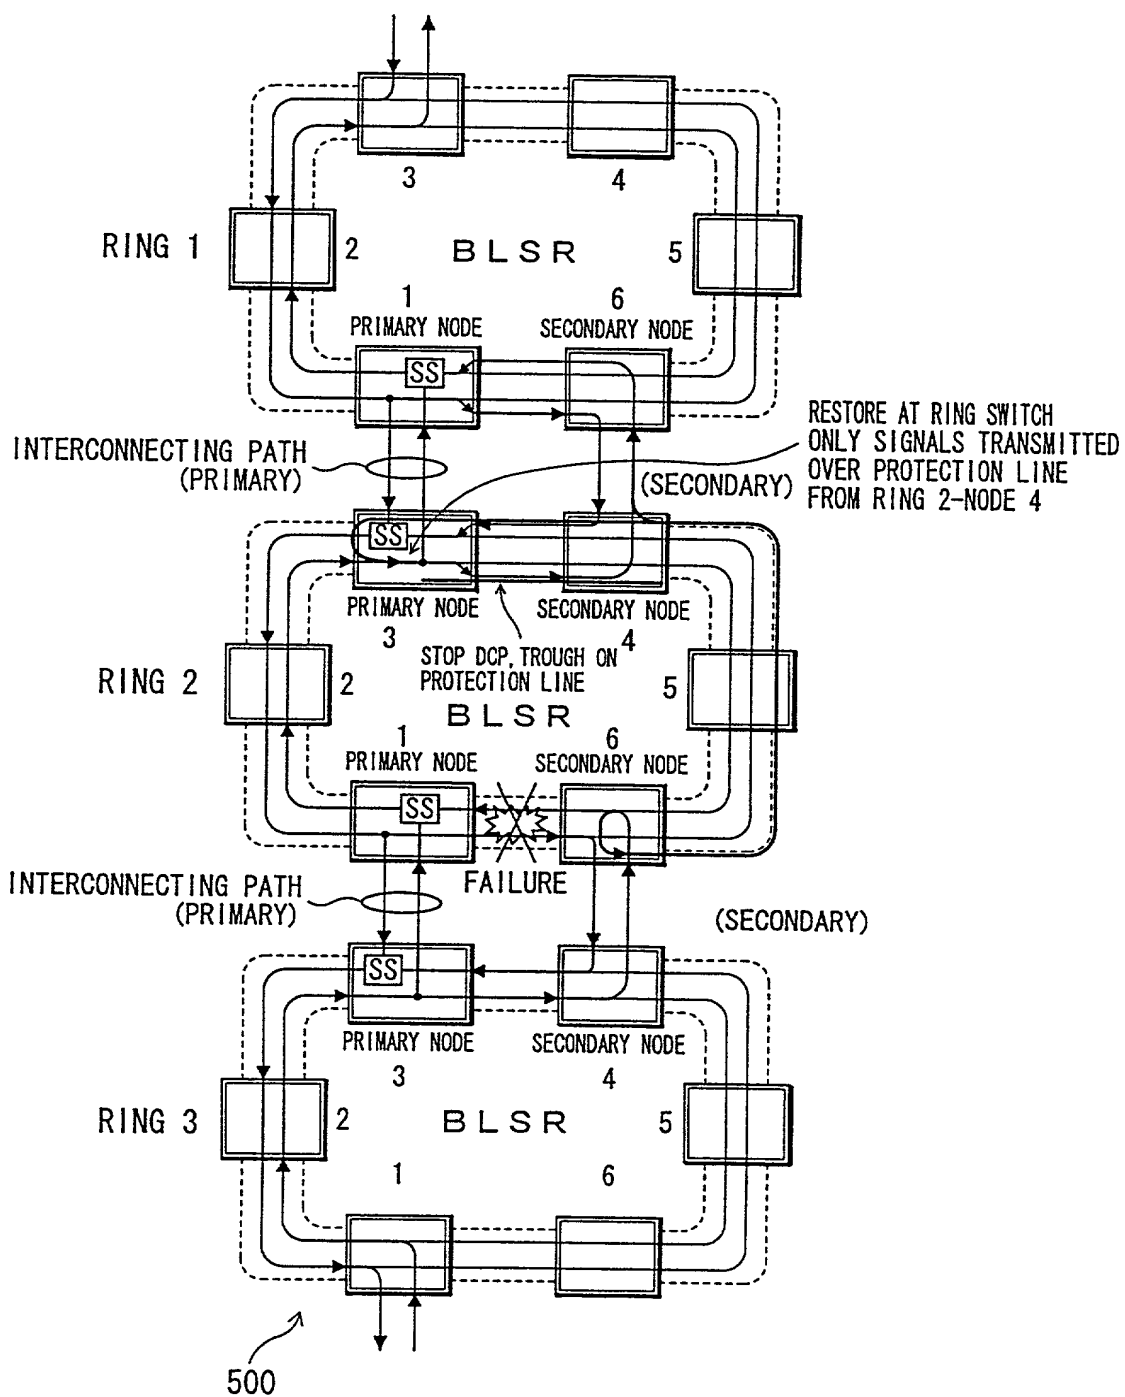 3
4
RING 1
2
BLSR
5
1
6
PRIMARY NODE
SECONDARY NODE
SS
RESTORE AT RING SWITCH
ONLY SIGNALS TRANSMITTED
OVER PROTECTION LINE
FROM RING 2-NODE 4
INTERCONNECTING PATH
(PRIMARY)
(SECONDARY)
SS
PRIMARY NODE
SECONDARY NODE
3
4
STOP DCP, TROUGH ON
PROTECTION LINE
RING 2
2
5
BLSR
1
6
PRIMARY NODE
SECONDARY NODE
SS
FAILURE
INTERCONNECTING PATH
(PRIMARY)
(SECONDARY)
SS
PRIMARY NODE
SECONDARY NODE
3
4
RING 3
2
BLSR
5
1
6
500